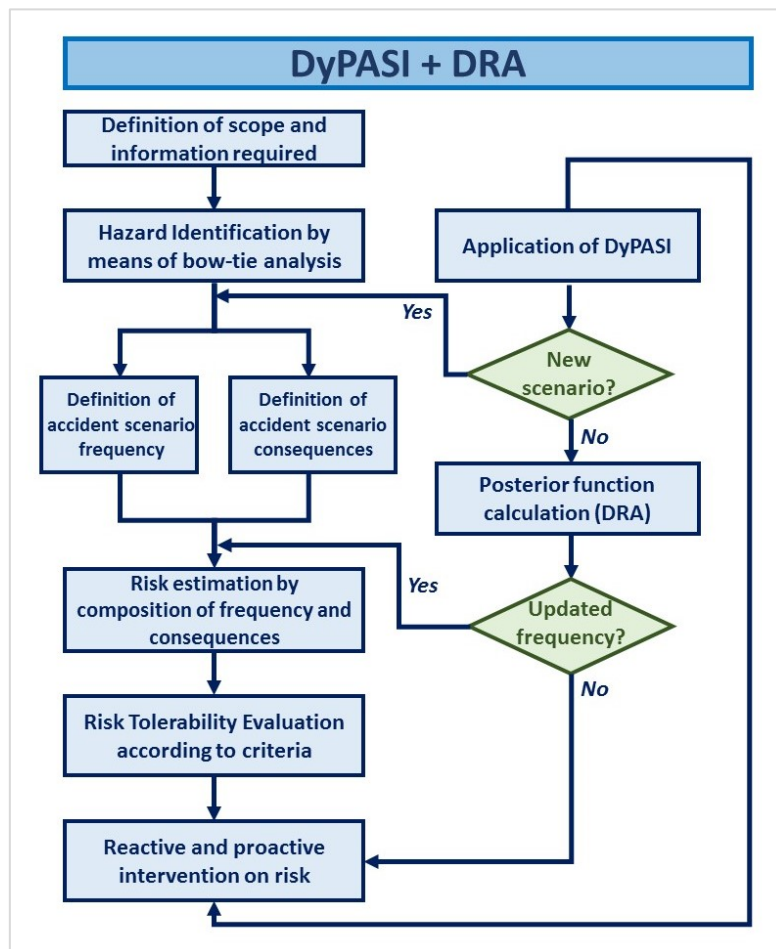 DyPASI + DRA
Definition of scope and
information required
Hazard Identification by
means of bow-tie analysis
Application of DyPASI
Yes
New
scenario?
Definition of
accident scenario
frequency
Definition of
accident scenario
consequences
No
Posterior function
calculation (DRA)
Risk estimation by
composition of frequency and
consequences
Yes
Updated
frequency?
No
Risk Tolerability Evaluation
according to criteria
Reactive and proactive
intervention on risk